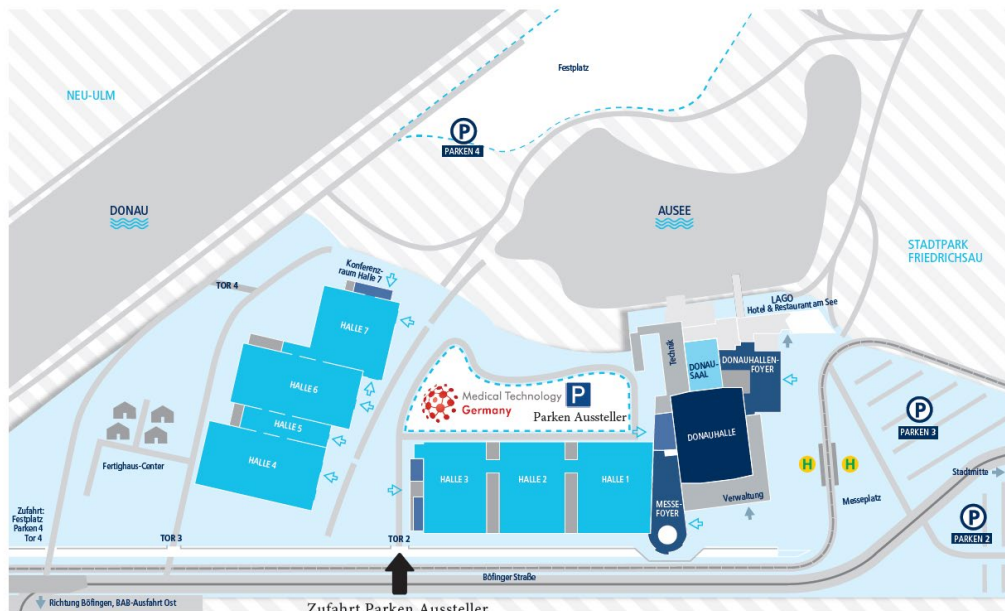 Festplatz
NEU-ULM
P
PARKEN 4
DONAU
AUSEE
STADTPARK
FRIEDRICHSAU
Konferenz-
raum Halle 7
TOR 4
LAGO
Hotel & Restaurant am See
HALLE 7
Technik
DONAU-
SAAL
DONAUHALLEN-
FOYER
HALLE 6
Medical Technology
Germany
P
Parken Aussteller
P
PARKEN 3
HALLE 5
DONAUHALLE
HALLE 4
Fertighaus-Center
H
H
Stadtmitte
HALLE 3
HALLE 2
HALLE 1
MESSE-
FOYER
Verwaltung
Messeplatz
P
PARKEN 2
Zufahrt:
Festplatz
Parken 4
Tor 4
TOR 3
TOR 2
Böfinger Straße
Richtung Böfingen, BAB-Ausfahrt Ost
Zufahrt Parken Aussteller